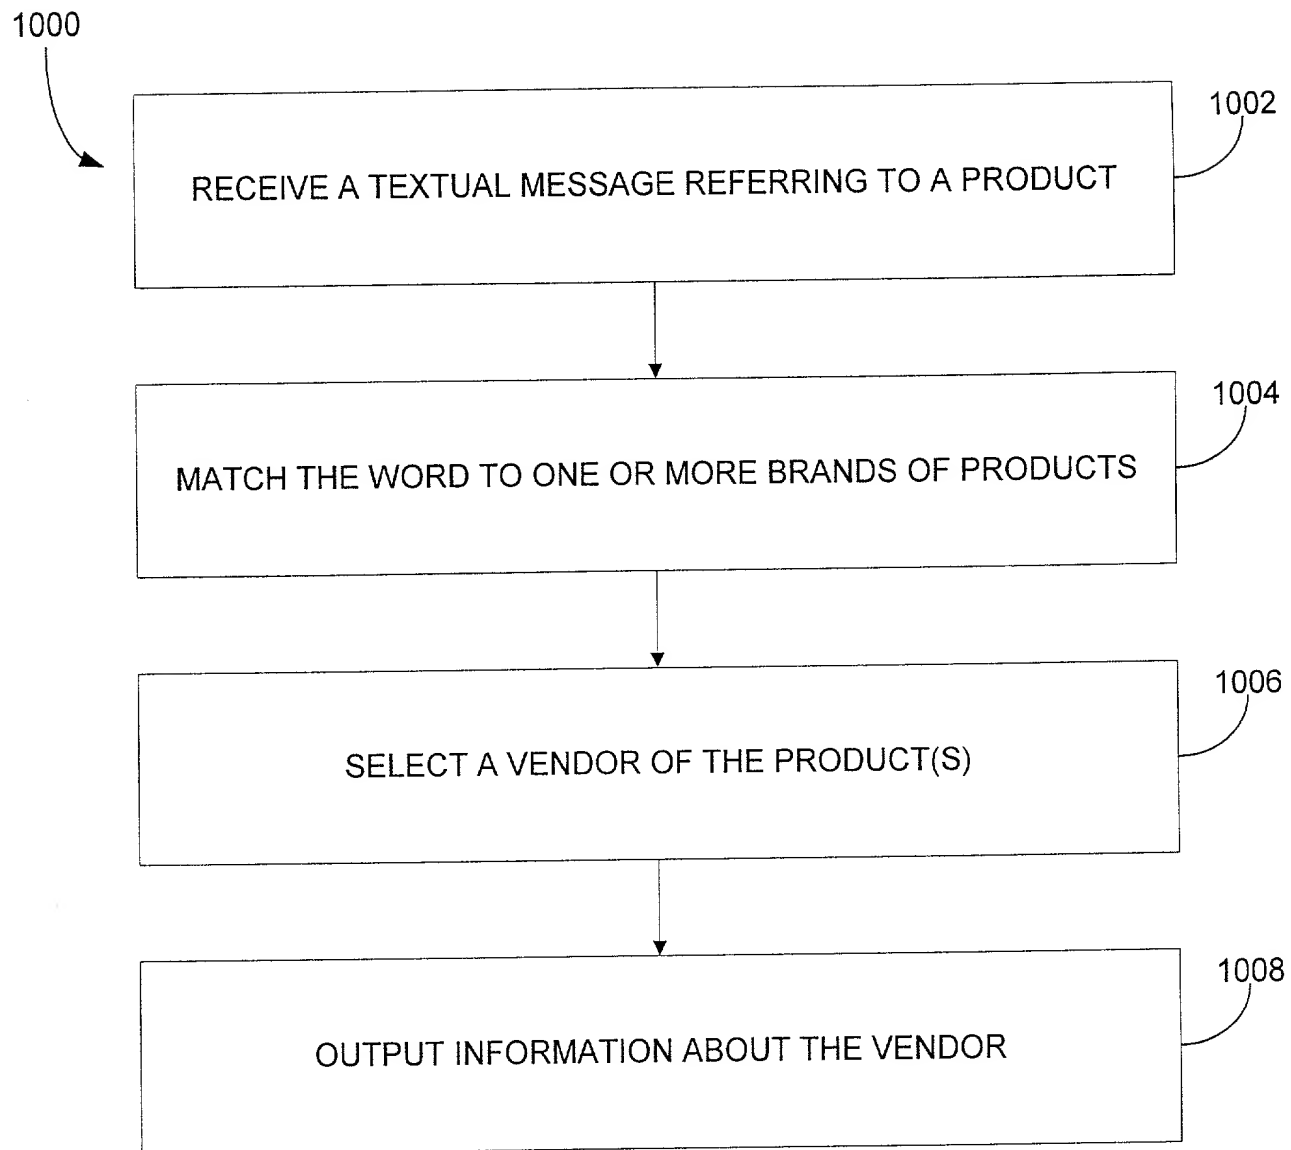 1000
1002
RECEIVE A TEXTUAL MESSAGE REFERRING TO A PRODUCT
1004
MATCH THE WORD TO ONE OR MORE BRANDS OF PRODUCTS
1006
SELECT A VENDOR OF THE PRODUCT(S)
1008
OUTPUT INFORMATION ABOUT THE VENDOR